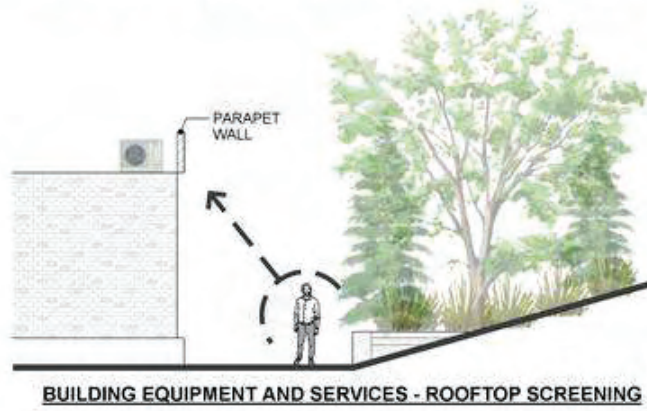 PARAPET
WALL
BUILDING EQUIPMENT AND SERVICES - ROOFTOP SCREENING